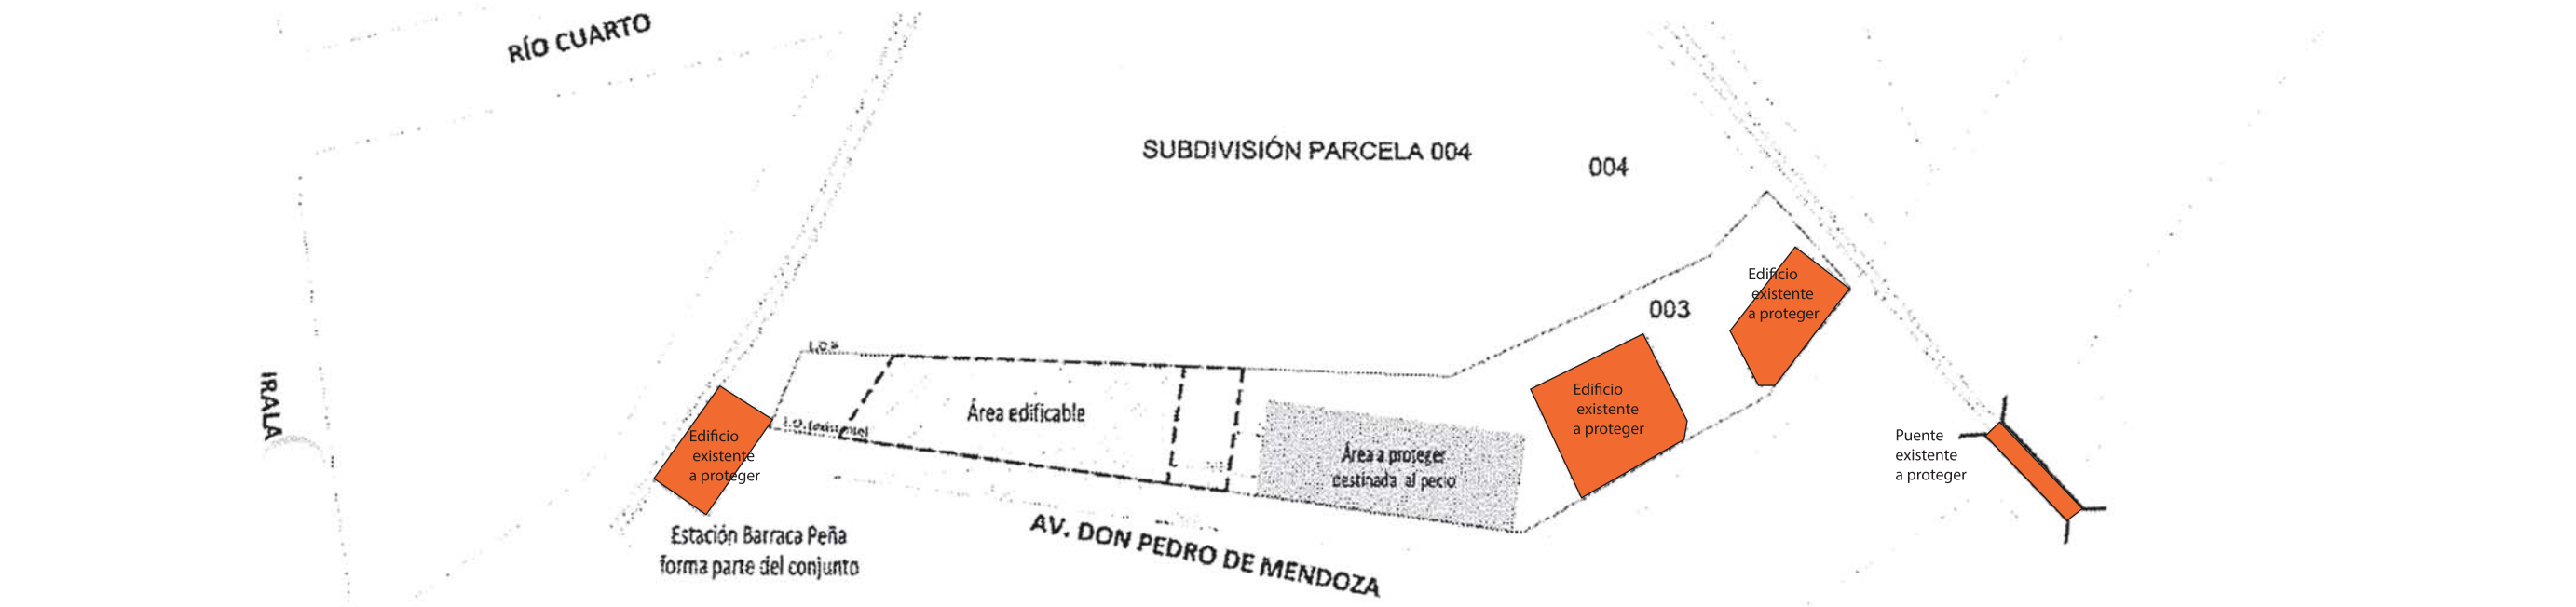 RÍO CUARTO
SUBDIVISIÓN PARCELA 004
004
003
IRALA
Edificio
existente
a proteger
Edificio
existente
a proteger
Edificio
existente
a proteger
Área edificable
Área a proteger
destinada al pecio
Puente
existente
a proteger
Estación Barraca Peña
forma parte del conjunto
AV. DON PEDRO DE MENDOZA